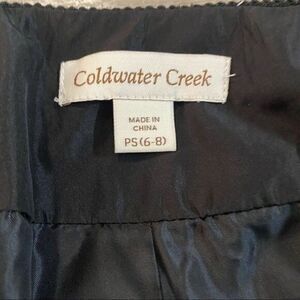 Coldwater Creek
MADE IN
CHINA
PS(6-8)